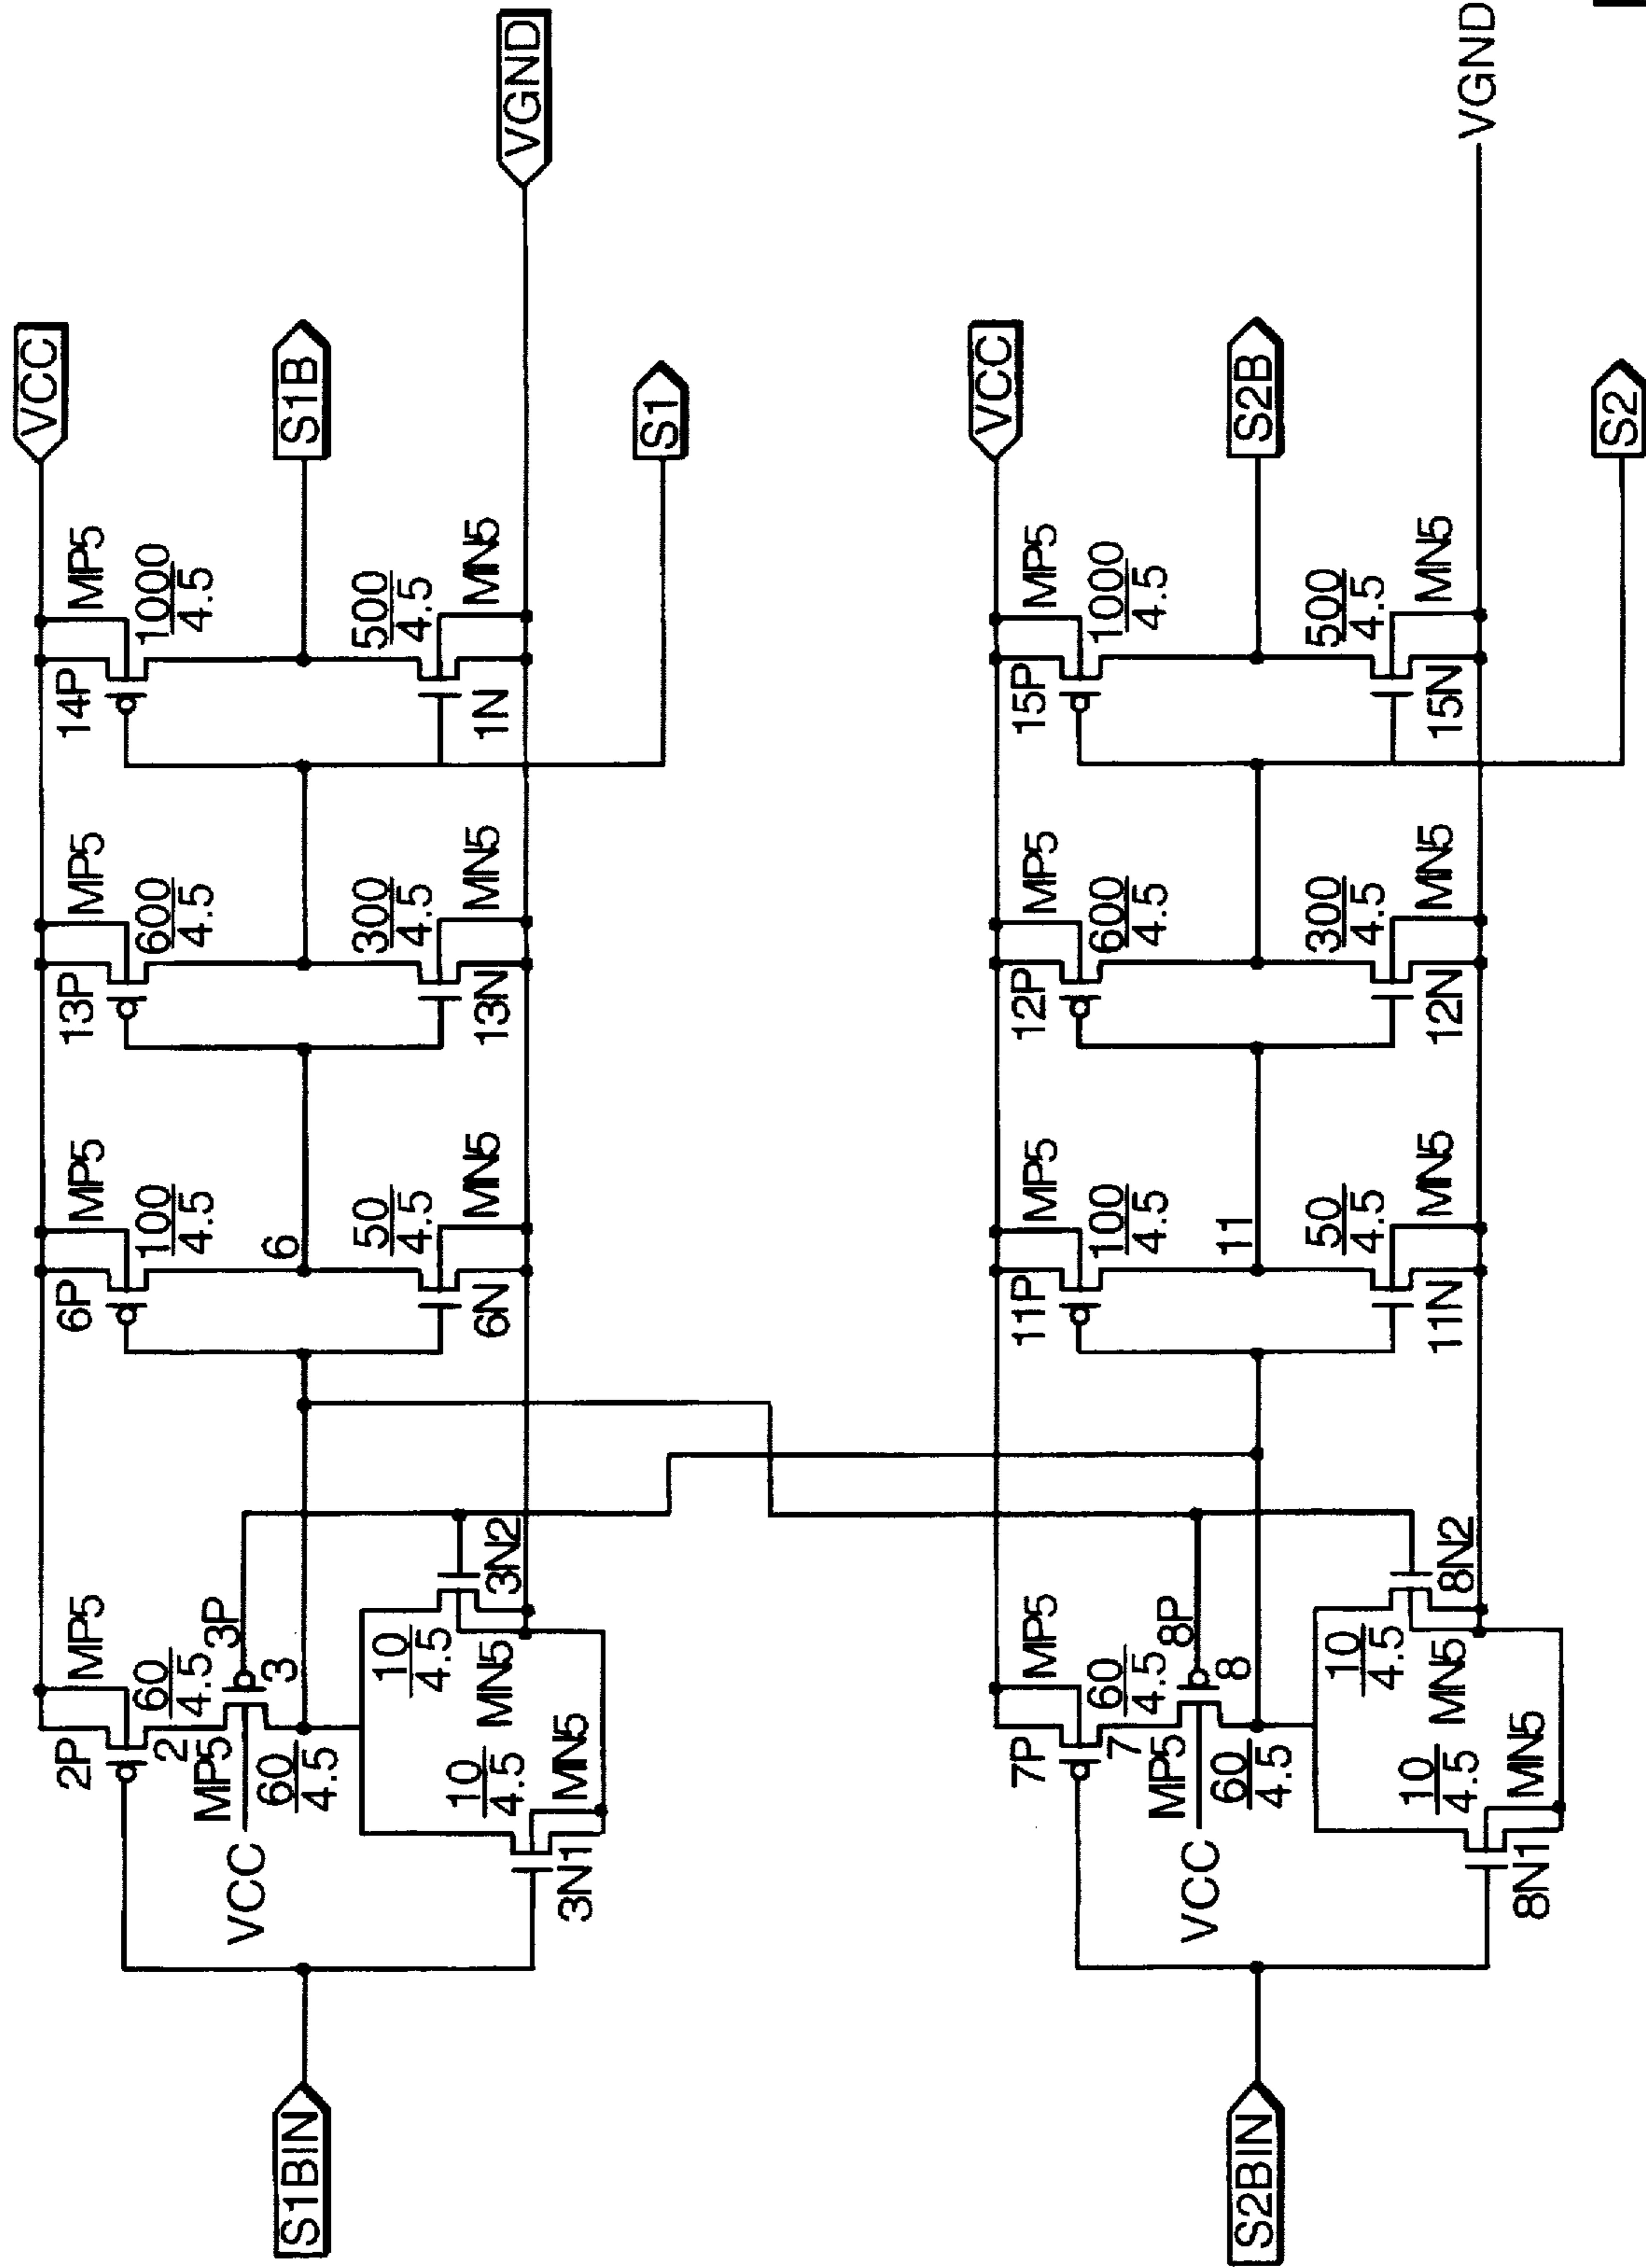 S1BIN
2P
MP5
60/4.5
2
MP5
VCC
60/4.5
3P
3
10/4.5
MN5
3N1
10/4.5
MN5
3N2
6P
MP5
100/4.5
6
50/4.5
MN5
6N
13P
MP5
600/4.5
300/4.5
MN5
13N
14P
MP5
1000/4.5
500/4.5
MN5
1N
VCC
S1B
VGND
S1
S2BIN
7P
MP5
60/4.5
7
MP5
VCC
60/4.5
8P
8
10/4.5
MN5
8N1
10/4.5
MN5
8N2
11P
MP5
100/4.5
11
50/4.5
MN5
11N
12P
MP5
600/4.5
300/4.5
MN5
12N
15P
MP5
1000/4.5
500/4.5
MN5
15N
VCC
S2B
VGND
S2